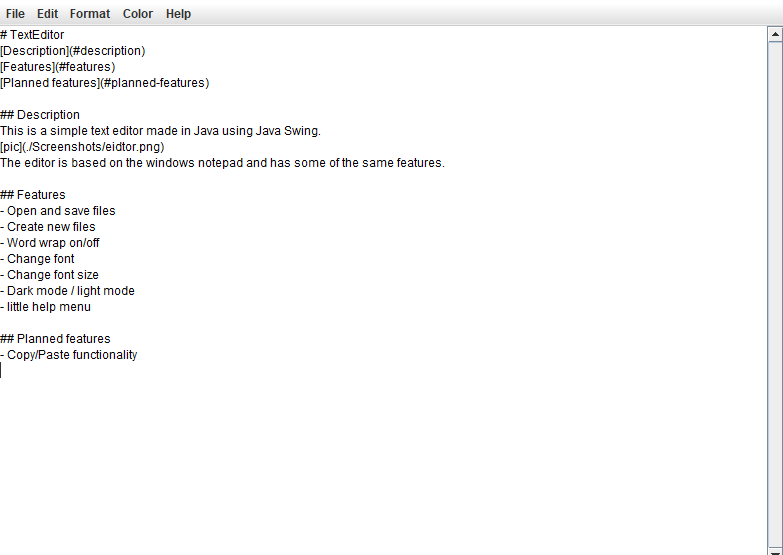 File Edit Format Color Help
# TextEditor
[Description](#description)
[Features](#features)
[Planned features](#planned-features)

## Description
This is a simple text editor made in Java using Java Swing.
[pic](./Screenshots/eidtor.png)
The editor is based on the windows notepad and has some of the same features.

## Features
- Open and save files
- Create new files
- Word wrap on/off
- Change font
- Change font size
- Dark mode / light mode
- little help menu

## Planned features
- Copy/Paste functionality